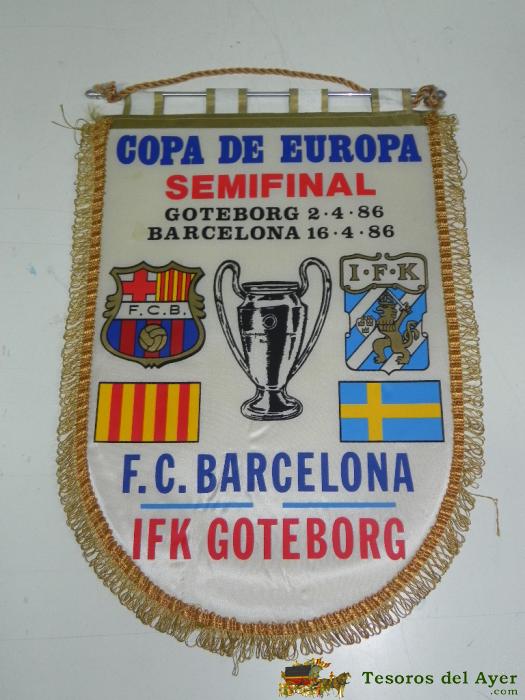 COPA DE EUROPA
SEMIFINAL
GOTEBORG 2·4·86
BARCELONA 16·4·86
F.C.B.
I·F·K
F.C. BARCELONA
IFK GOTEBORG
Tesoros del Ayer
.com